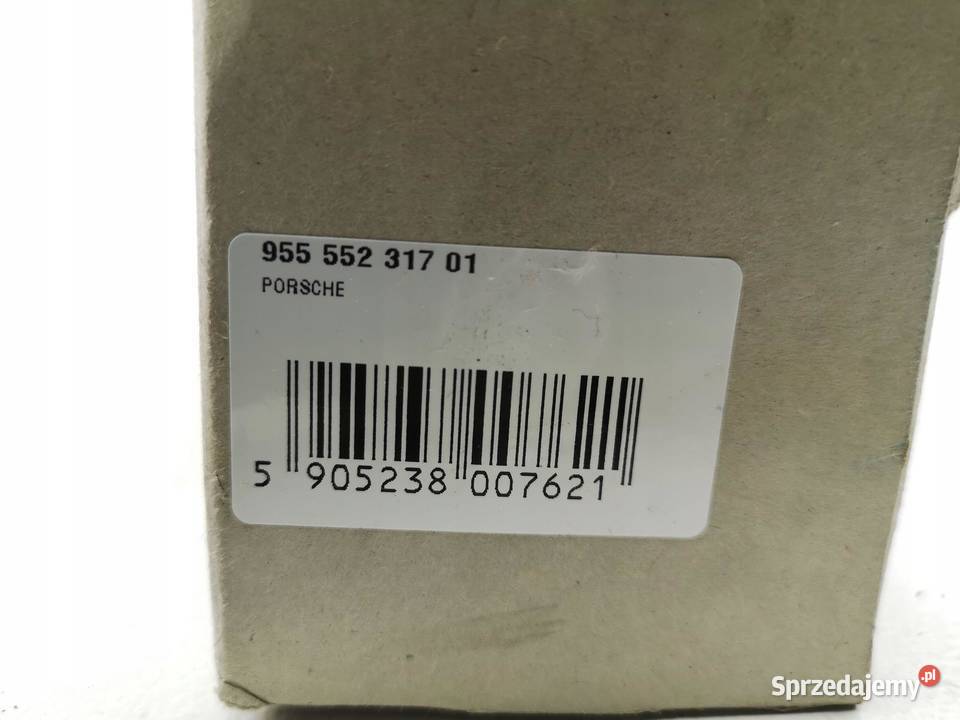 955 552 317 01
PORSCHE
5 905238 007621
Sprzedajemy.pl